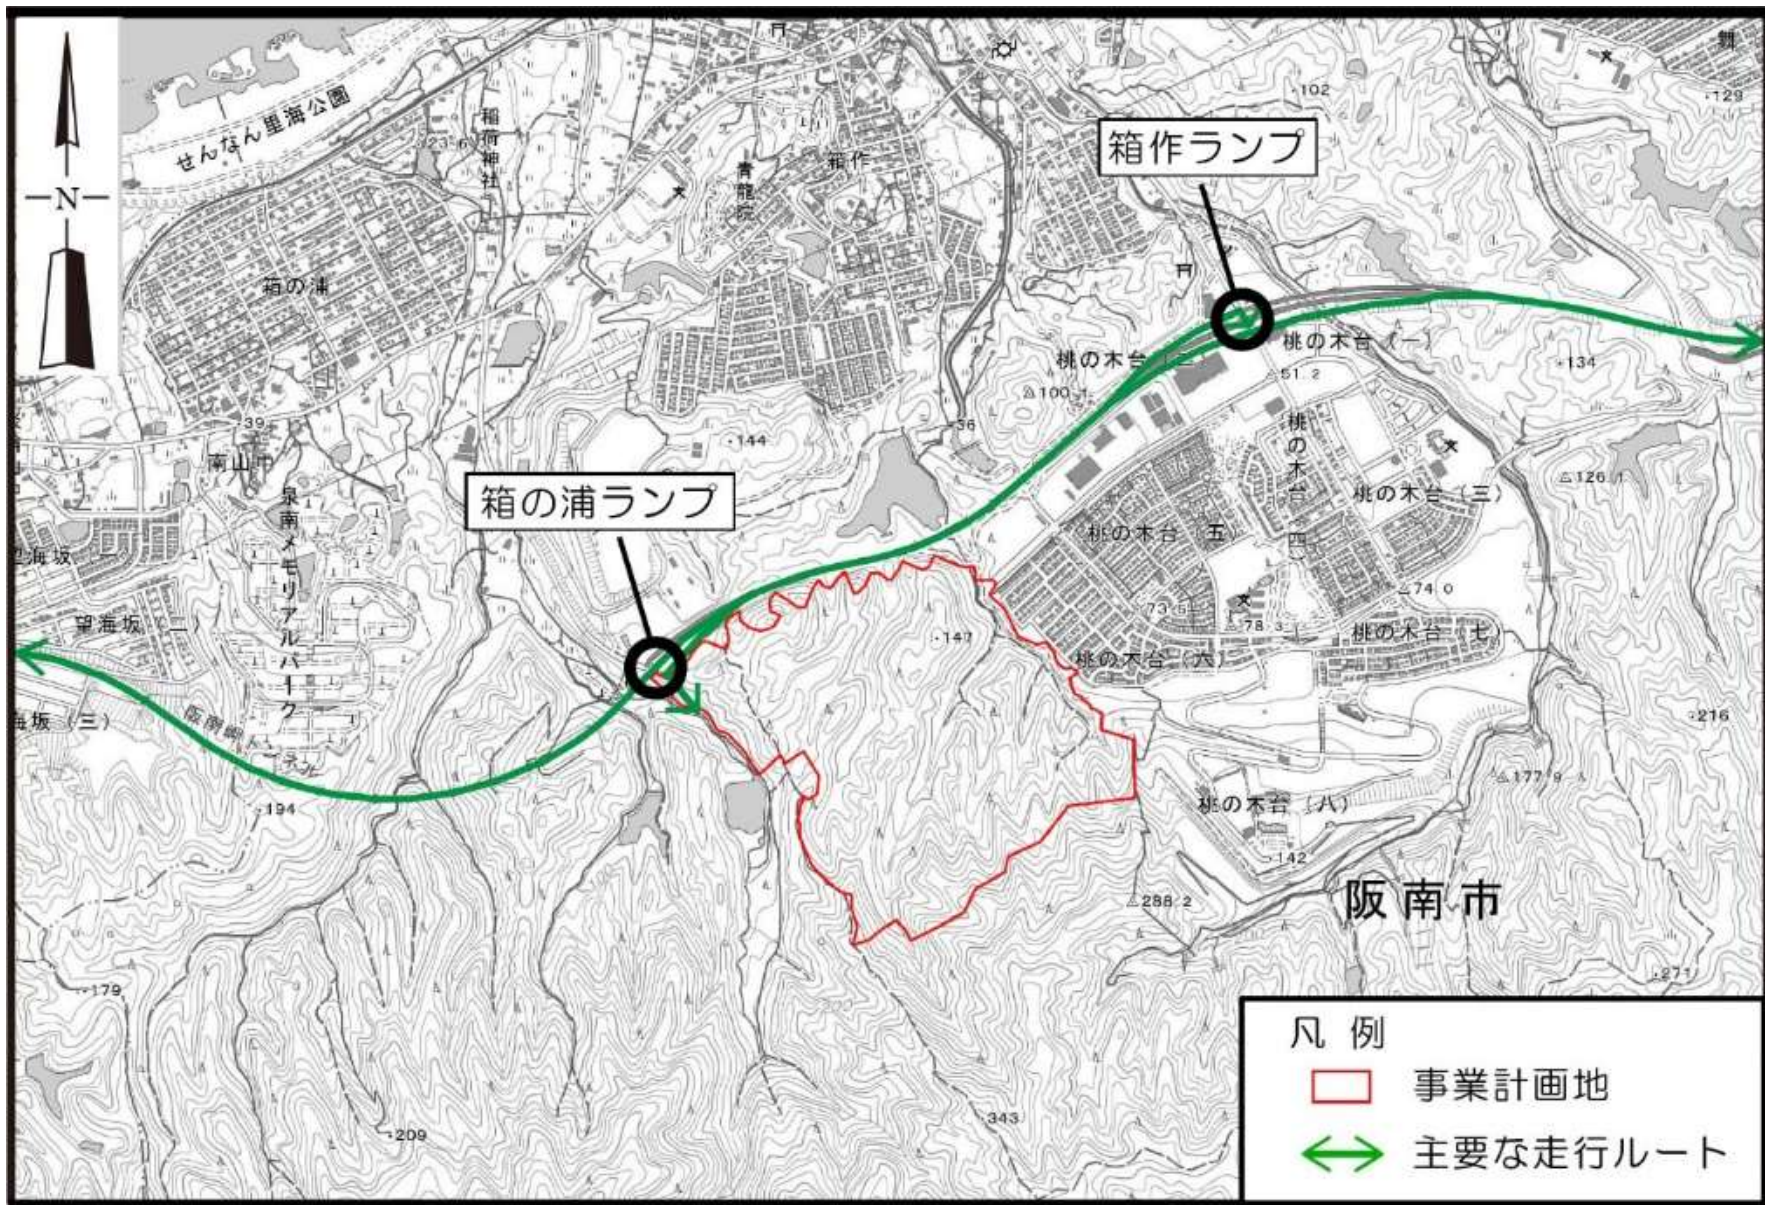 N
せんなん里海公園
23.6
稲荷神社
青龍院
箱作
102
129
箱作ランプ
箱の浦
桃の木台（一）
桃の木台（二）
51.2
134
100.1
36
144
39
南山中
泉南メモリアルパーク
箱の浦ランプ
桃の木台（四）
桃の木台（三）
126.1
桃の木台（五）
74.0
73.5
78.3
望海坂（二）
147
桃の木台（六）
桃の木台（七）
216
海坂（三）
阪南岬トンネル
194
177.9
桃の木台（八）
142
288.2
阪南市
271
179
343
209
凡例
事業計画地
主要な走行ルート